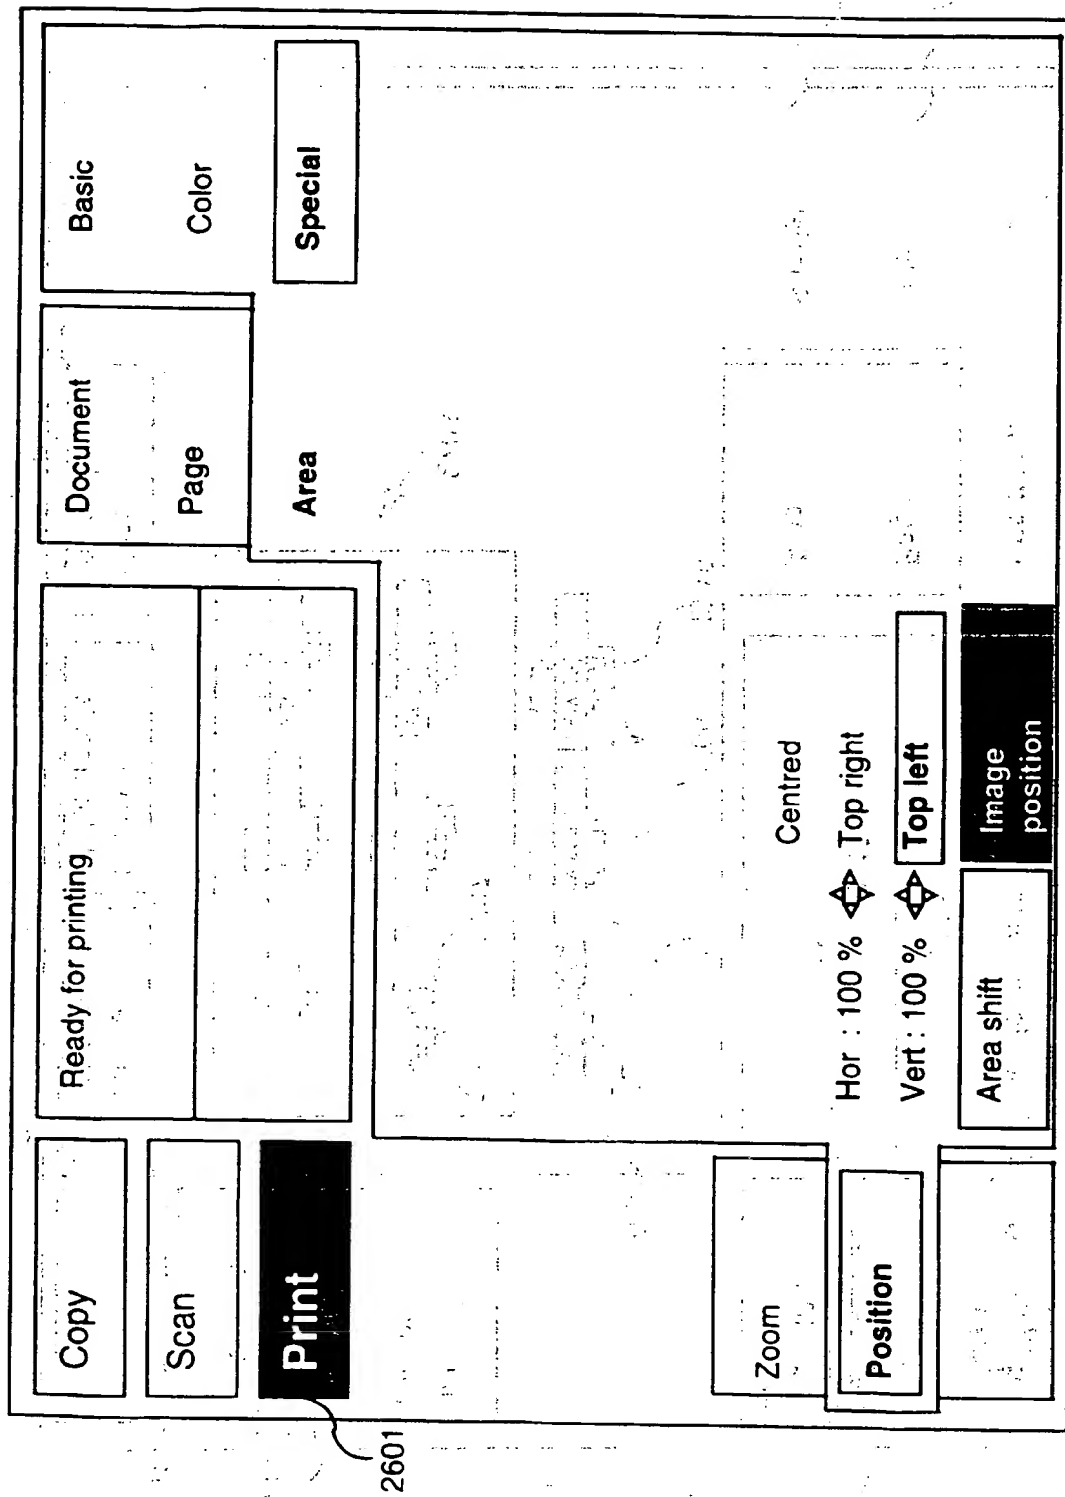 Copy
Scan
Print
2601
Ready for printing
Document
Page
Area
Basic
Color
Special
Zoom
Position
Centred
Hor : 100 % Top right
Vert : 100 % Top left
Area shift
Image
position